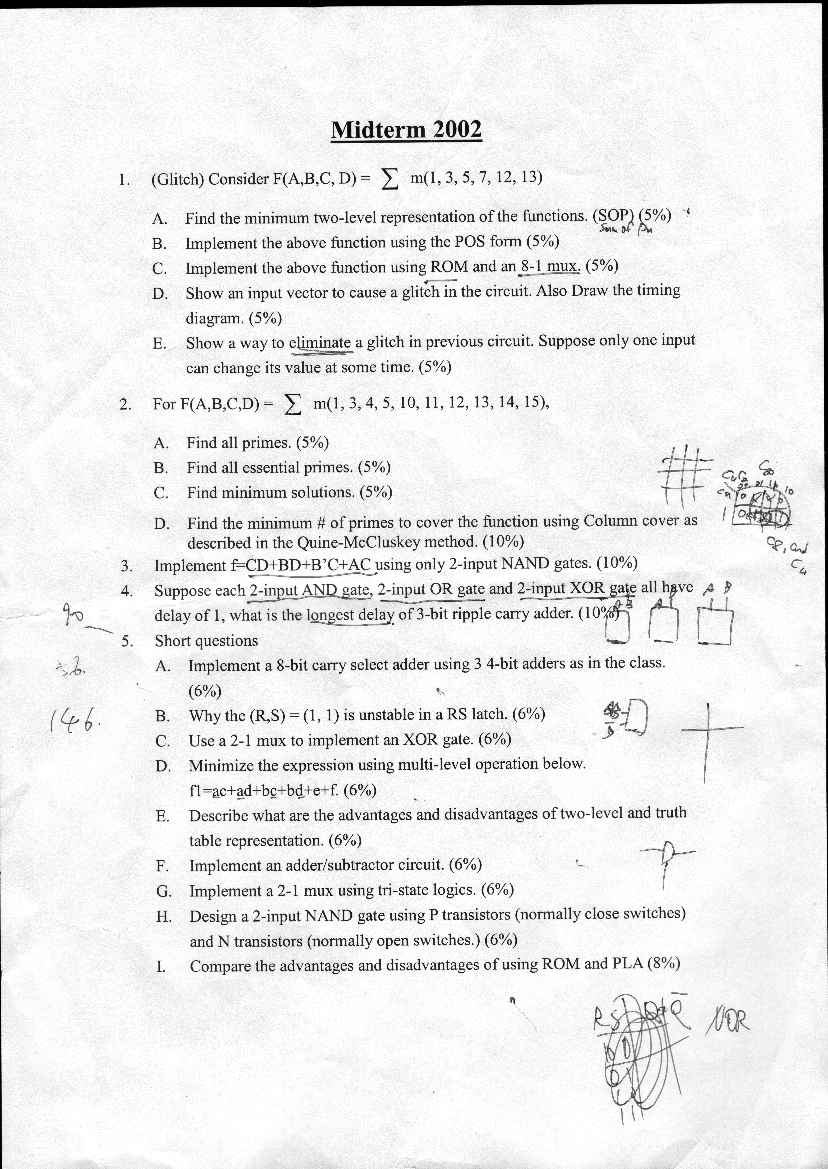 Midterm 2002
1. (Glitch) Consider F(A,B,C, D) = ∑ m(1, 3, 5, 7, 12, 13)
A. Find the minimum two-level representation of the functions. (SOP) (5%)
B. Implement the above function using the POS form (5%)
C. Implement the above function using ROM and an 8-1 mux. (5%)
D. Show an input vector to cause a glitch in the circuit. Also Draw the timing
diagram. (5%)
E. Show a way to eliminate a glitch in previous circuit. Suppose only one input
can change its value at some time. (5%)
2. For F(A,B,C,D) = ∑ m(1, 3, 4, 5, 10, 11, 12, 13, 14, 15),
A. Find all primes. (5%)
B. Find all essential primes. (5%)
C. Find minimum solutions. (5%)
D. Find the minimum # of primes to cover the function using Column cover as
described in the Quine-McCluskey method. (10%)
3. Implement f=CD+BD+B'C+AC using only 2-input NAND gates. (10%)
4. Suppose each 2-input AND gate, 2-input OR gate and 2-input XOR gate all have A B
delay of 1, what is the longest delay of 3-bit ripple carry adder. (10%)
90
5. Short questions
A. Implement a 8-bit carry select adder using 3 4-bit adders as in the class.
(6%)
146.
B. Why the (R,S) = (1, 1) is unstable in a RS latch. (6%)
C. Use a 2-1 mux to implement an XOR gate. (6%)
D. Minimize the expression using multi-level operation below.
f1=ac+ad+bc+bd+e+f. (6%)
E. Describe what are the advantages and disadvantages of two-level and truth
table representation. (6%)
F. Implement an adder/subtractor circuit. (6%)
G. Implement a 2-1 mux using tri-state logics. (6%)
H. Design a 2-input NAND gate using P transistors (normally close switches)
and N transistors (normally open switches.) (6%)
I. Compare the advantages and disadvantages of using ROM and PLA (8%)
RS NOR